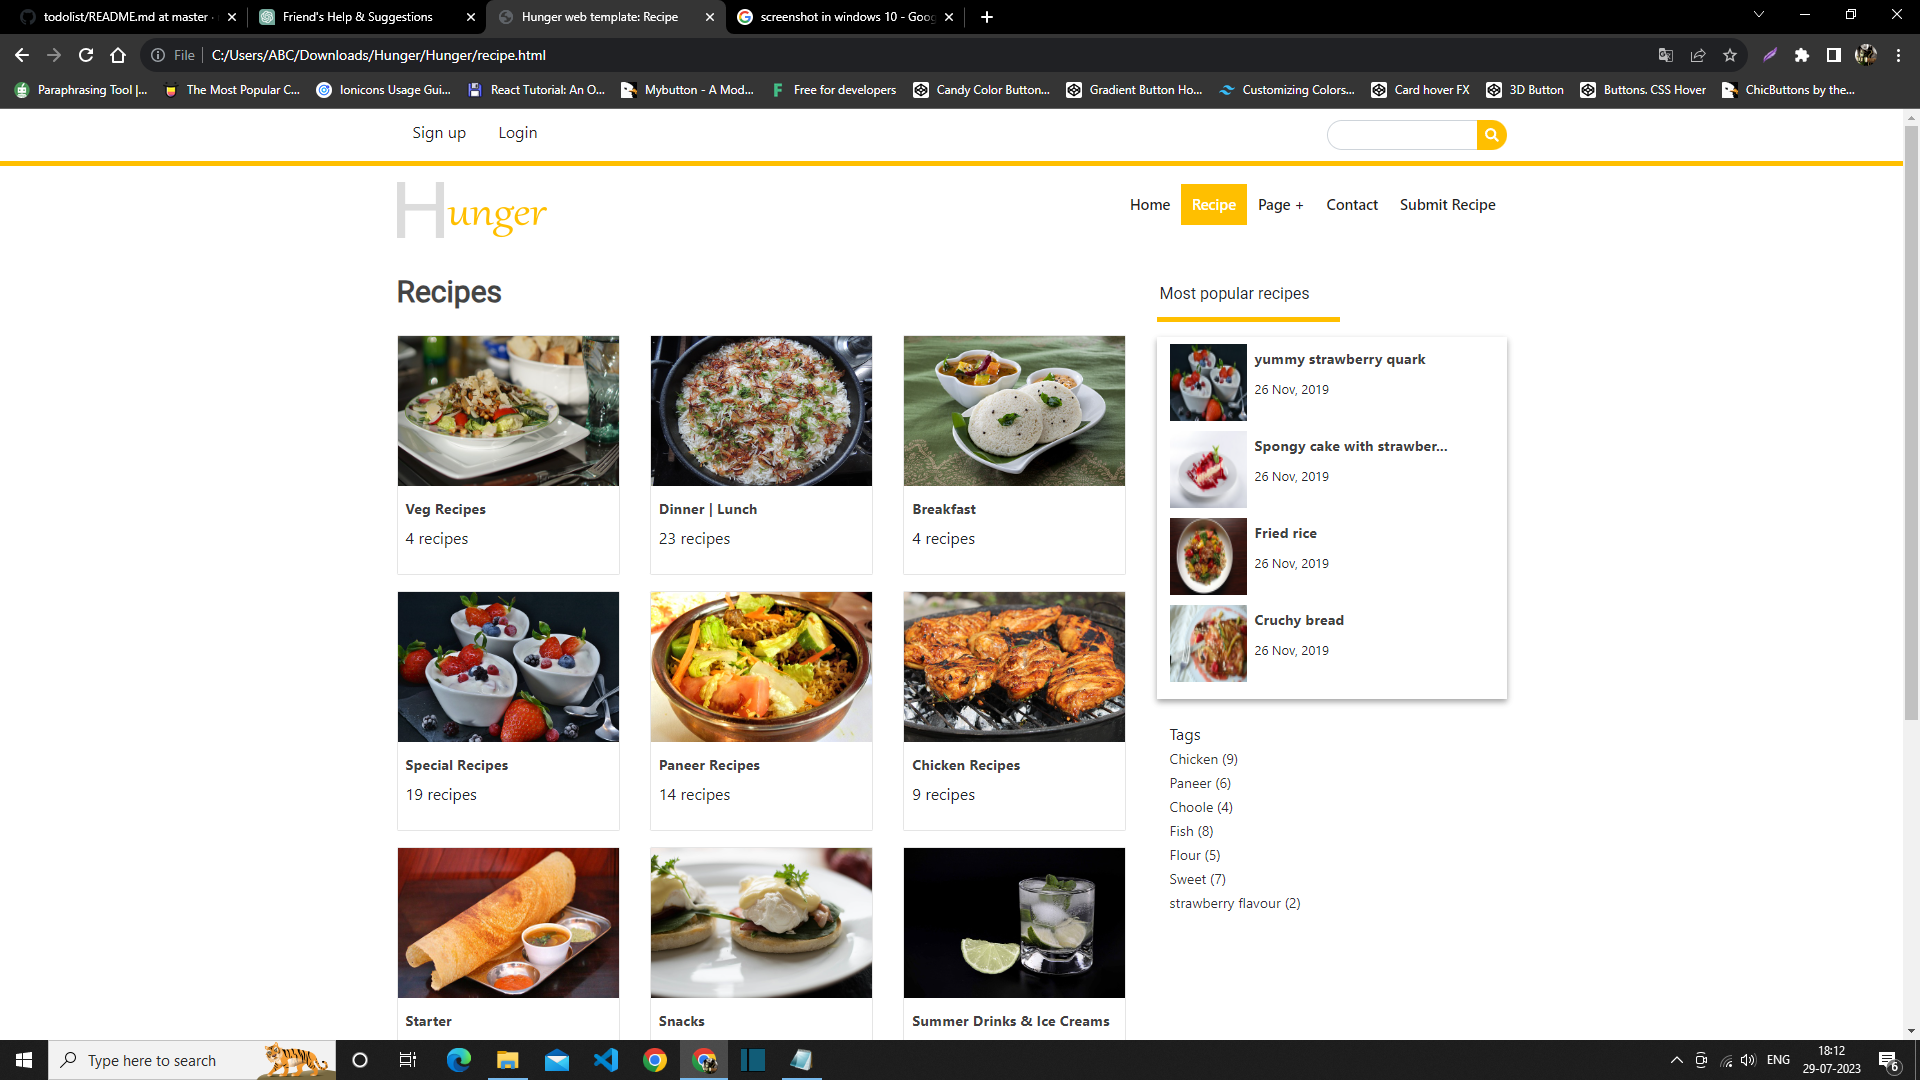 todolist/README.md at master
Friend's Help & Suggestions
Hunger web template: Recipe
screenshot in windows 10 - Goo
File
C:/Users/ABC/Downloads/Hunger/Hunger/recipe.html
Paraphrasing Tool |...
The Most Popular C...
Ionicons Usage Gui...
React Tutorial: An O...
Mybutton - A Mod...
Free for developers
Candy Color Button...
Gradient Button Ho...
Customizing Colors...
Card hover FX
3D Button
Buttons. CSS Hover
ChicButtons by the...
Sign up
Login
Hunger
Home
Recipe
Page +
Contact
Submit Recipe
Recipes
Veg Recipes
4 recipes
Dinner | Lunch
23 recipes
Breakfast
4 recipes
Special Recipes
19 recipes
Paneer Recipes
14 recipes
Chicken Recipes
9 recipes
Starter
Snacks
Summer Drinks & Ice Creams
Most popular recipes
yummy strawberry quark
26 Nov, 2019
Spongy cake with strawber...
26 Nov, 2019
Fried rice
26 Nov, 2019
Cruchy bread
26 Nov, 2019
Tags
Chicken (9)
Paneer (6)
Choole (4)
Fish (8)
Flour (5)
Sweet (7)
strawberry flavour (2)
Type here to search
ENG
18:12
29-07-2023
6